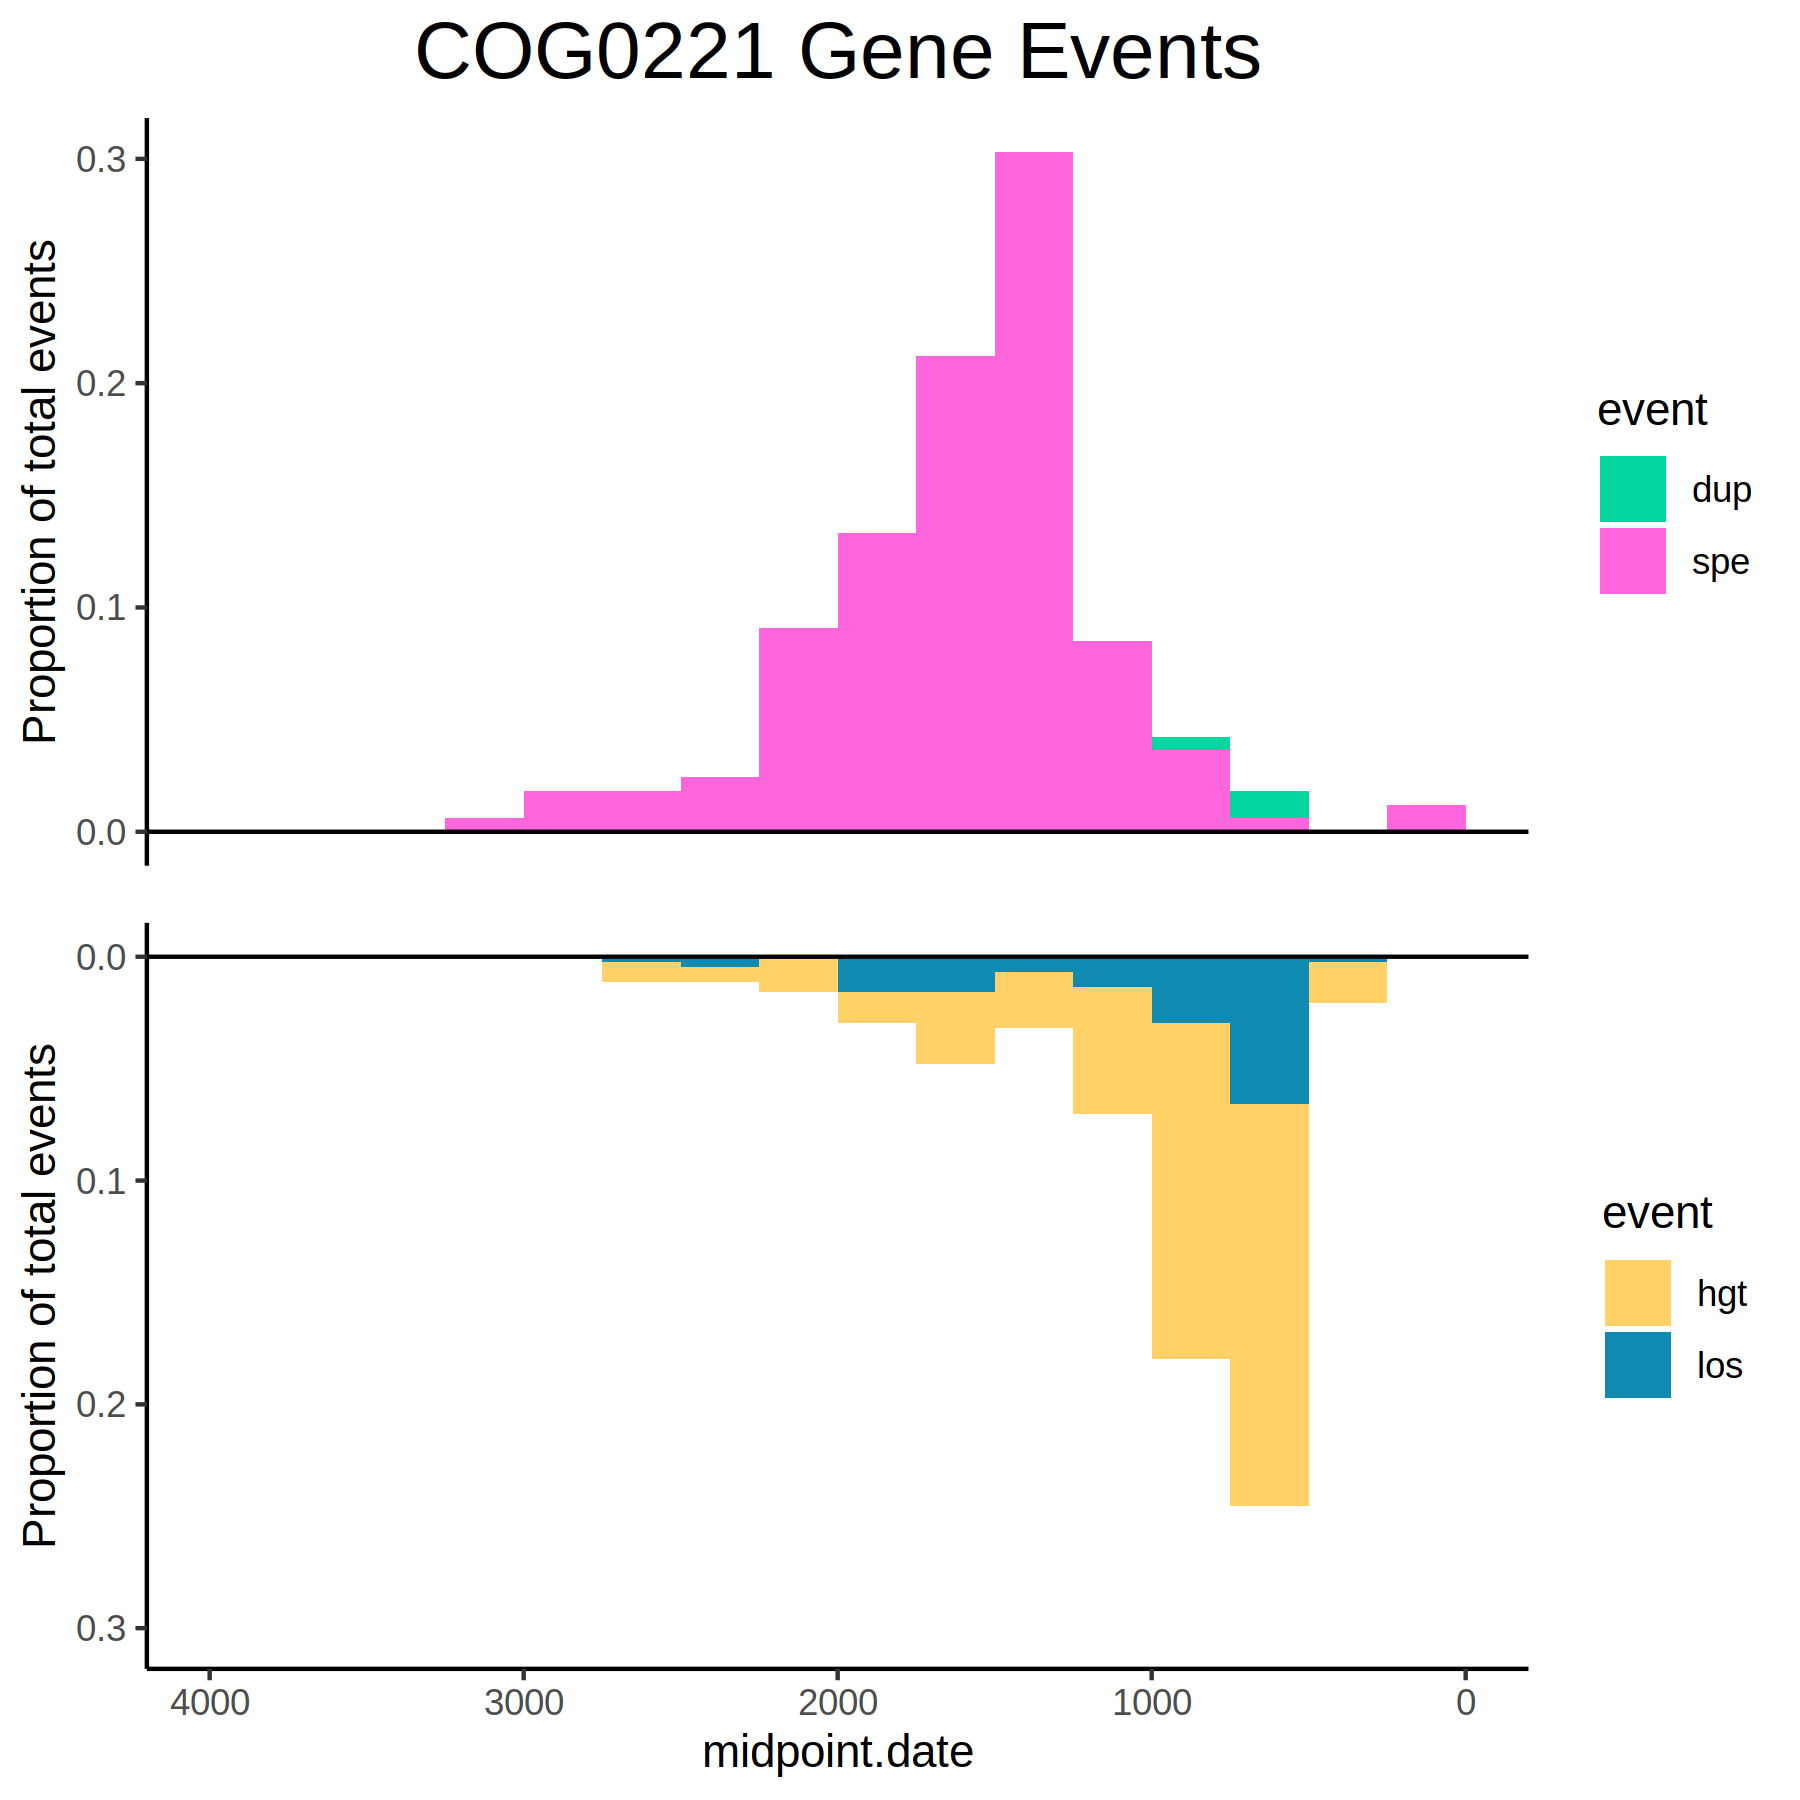 COG0221 Gene Events
Proportion of total events
0.3
0.2
0.1
0.0
event
dup
spe
Proportion of total events
0.0
0.1
0.2
0.3
event
hgt
los
4000 3000 2000 1000 0
midpoint.date